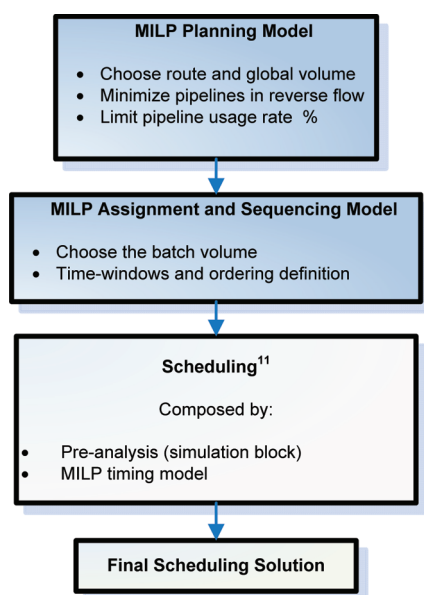 MILP Planning Model
• Choose route and global volume
• Minimize pipelines in reverse flow
• Limit pipeline usage rate %
MILP Assignment and Sequencing Model
• Choose the batch volume
• Time-windows and ordering definition
Scheduling¹¹
Composed by:
• Pre-analysis (simulation block)
• MILP timing model
Final Scheduling Solution